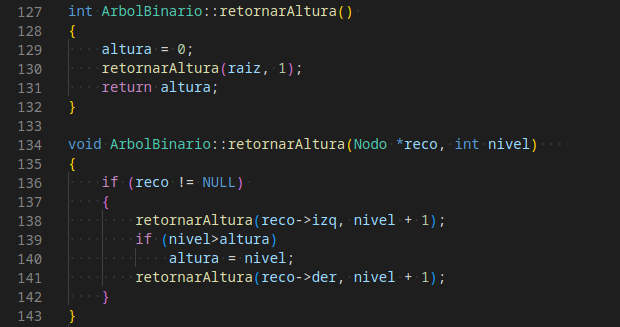 127 int ArbolBinario::retornarAltura()
128 {
129     altura = 0;
130     retornarAltura(raiz, 1);
131     return altura;
132 }
133
134 void ArbolBinario::retornarAltura(Nodo *reco, int nivel)
135 {
136     if (reco != NULL)
137     {
138         retornarAltura(reco->izq, nivel + 1);
139         if (nivel>altura)
140             altura = nivel;
141         retornarAltura(reco->der, nivel + 1);
142     }
143 }